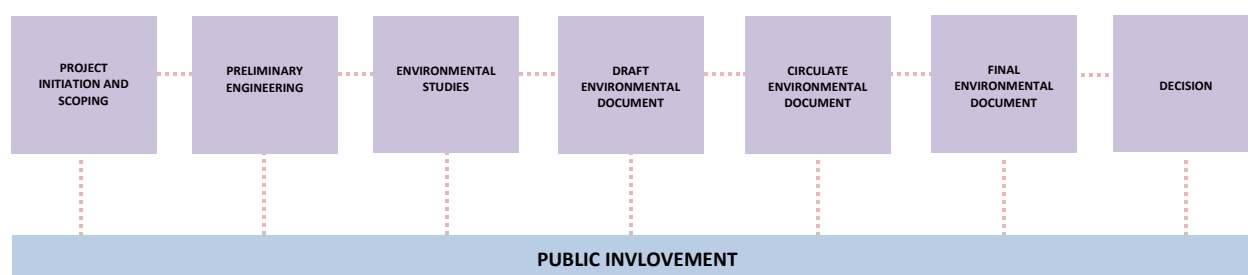 PROJECT
INITIATION AND
SCOPING
PRELIMINARY
ENGINEERING
ENVIRONMENTAL
STUDIES
DRAFT
ENVIRONMENTAL
DOCUMENT
CIRCULATE
ENVIRONMENTAL
DOCUMENT
FINAL
ENVIRONMENTAL
DOCUMENT
DECISION
PUBLIC INVLOVEMENT